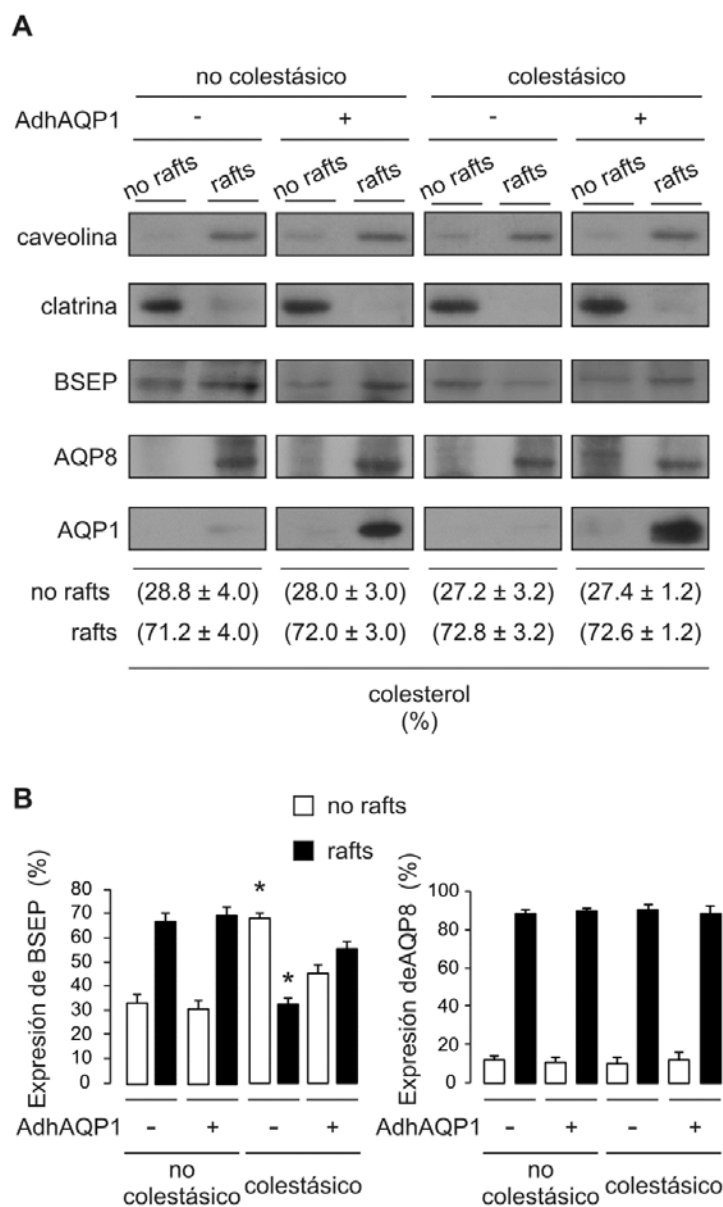 A
no colestásico colestásico
AdhAQP1 - + - +
no rafts rafts no rafts rafts no rafts rafts no rafts rafts
caveolina
clatrina
BSEP
AQP8
AQP1
no rafts (28.8 ± 4.0) (28.0 ± 3.0) (27.2 ± 3.2) (27.4 ± 1.2)
rafts (71.2 ± 4.0) (72.0 ± 3.0) (72.8 ± 3.2) (72.6 ± 1.2)
colesterol
(%)
B
no rafts
rafts
Expresión de BSEP (%)
80
70
60
50
40
30
20
10
0
* *
AdhAQP1 - + - +
no
colestásico colestásico
Expresión deAQP8 (%)
100
80
60
40
20
0
AdhAQP1 - + - +
no
colestásico colestásico